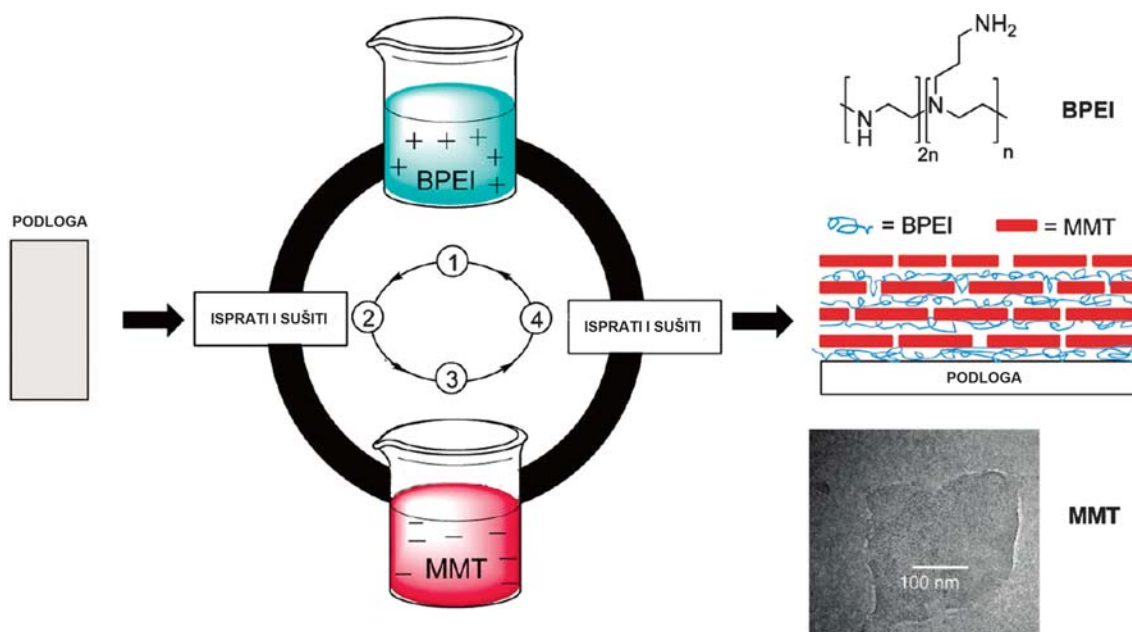 PODLOGA
BPEI
ISPRATI I SUŠITI
1
2
3
4
ISPRATI I SUŠITI
MMT
NH₂
N
H
2n
N
n
BPEI
= BPEI
= MMT
PODLOGA
100 nm
MMT